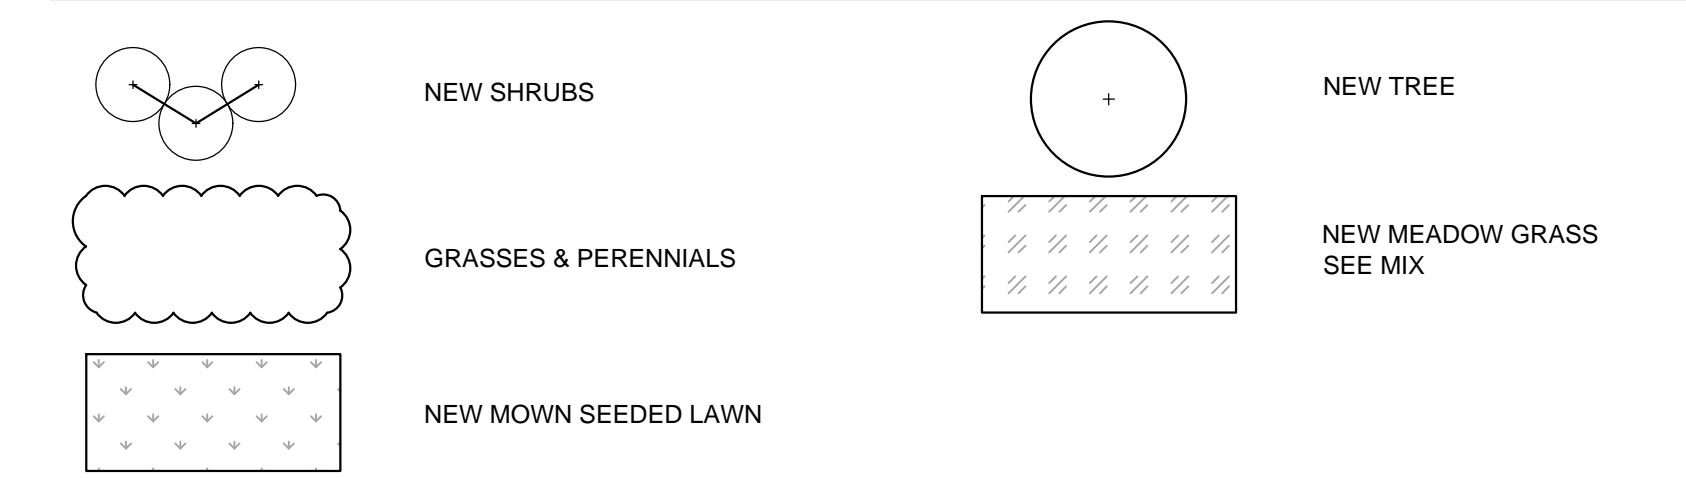 NEW SHRUBS
NEW TREE
GRASSES & PERENNIALS
NEW MEADOW GRASS
SEE MIX
NEW MOWN SEEDED LAWN